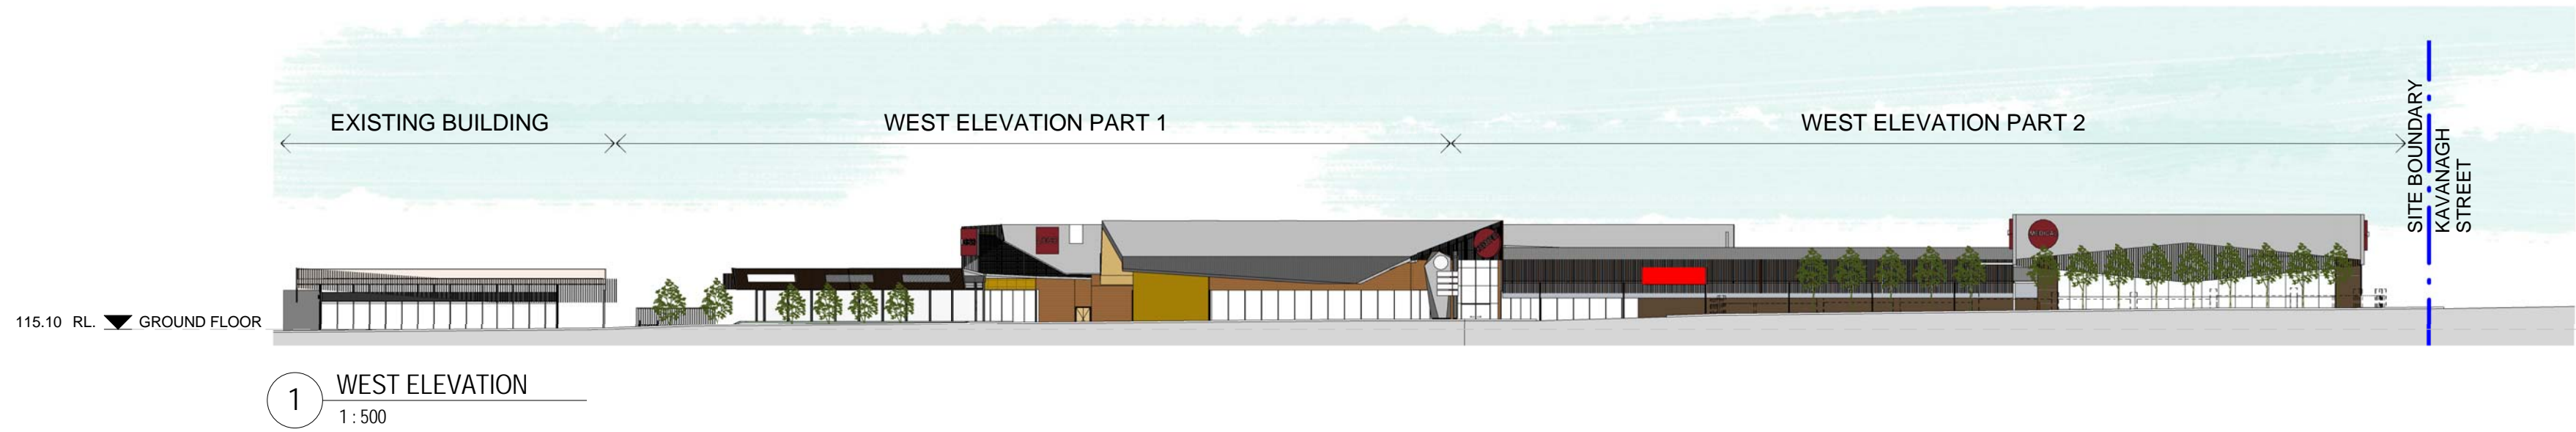 EXISTING BUILDING
WEST ELEVATION PART 1
WEST ELEVATION PART 2
SITE BOUNDARY
KAVANAGH
STREET
MEDICAL
115.10 RL. GROUND FLOOR
1 WEST ELEVATION
1 : 500